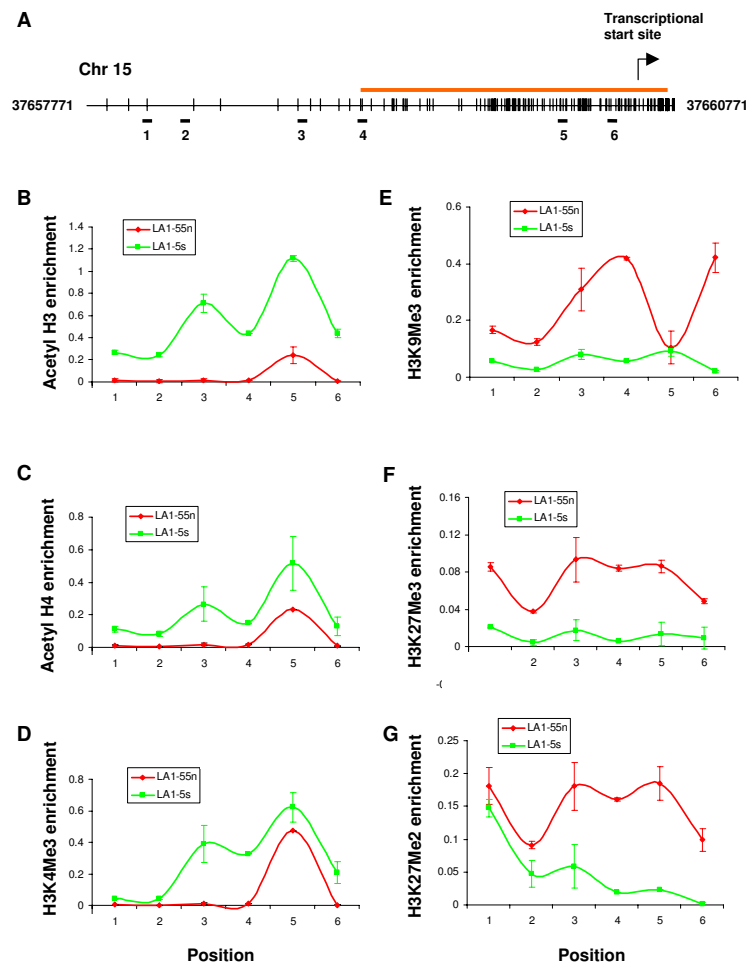 A
Transcriptional
start site
Chr 15
37657771
37660771
1 2 3 4 5 6
B
Acetyl H3 enrichment
LA1-55n
LA1-5s
1.4
1.2
1
0.8
0.6
0.4
0.2
0
1 2 3 4 5 6
E
H3K9Me3 enrichment
LA1-55n
LA1-5s
0.6
0.4
0.2
0
1 2 3 4 5 6
C
Acetyl H4 enrichment
LA1-55n
LA1-5s
0.8
0.6
0.4
0.2
0
1 2 3 4 5 6
F
H3K27Me3 enrichment
LA1-55n
LA1-5s
0.16
0.12
0.08
0.04
0
2 3 4 5 6
-(
D
H3K4Me3 enrichment
LA1-55n
LA1-5s
0.8
0.6
0.4
0.2
0
1 2 3 4 5 6
Position
G
H3K27Me2 enrichment
LA1-55n
LA1-5s
0.25
0.2
0.15
0.1
0.05
0
1 2 3 4 5 6
Position